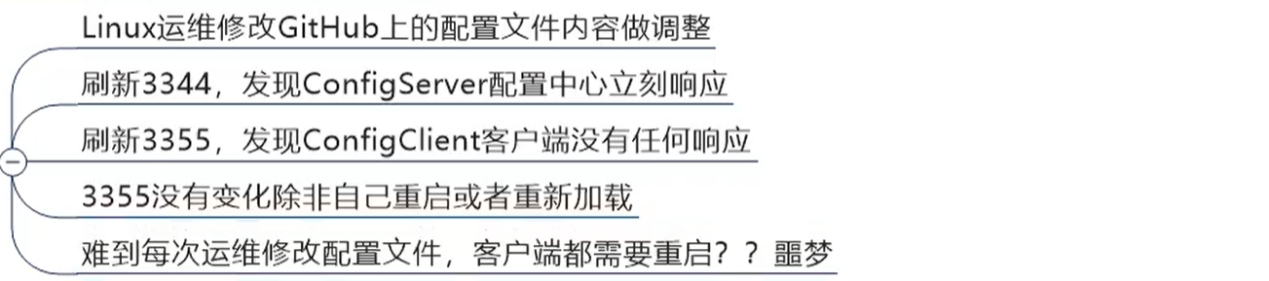 Linux运维修改GitHub上的配置文件内容做调整
刷新3344，发现ConfigServer配置中心立刻响应
刷新3355，发现ConfigClient客户端没有任何响应
3355没有变化除非自己重启或者重新加载
难到每次运维修改配置文件，客户端都需要重启？？噩梦